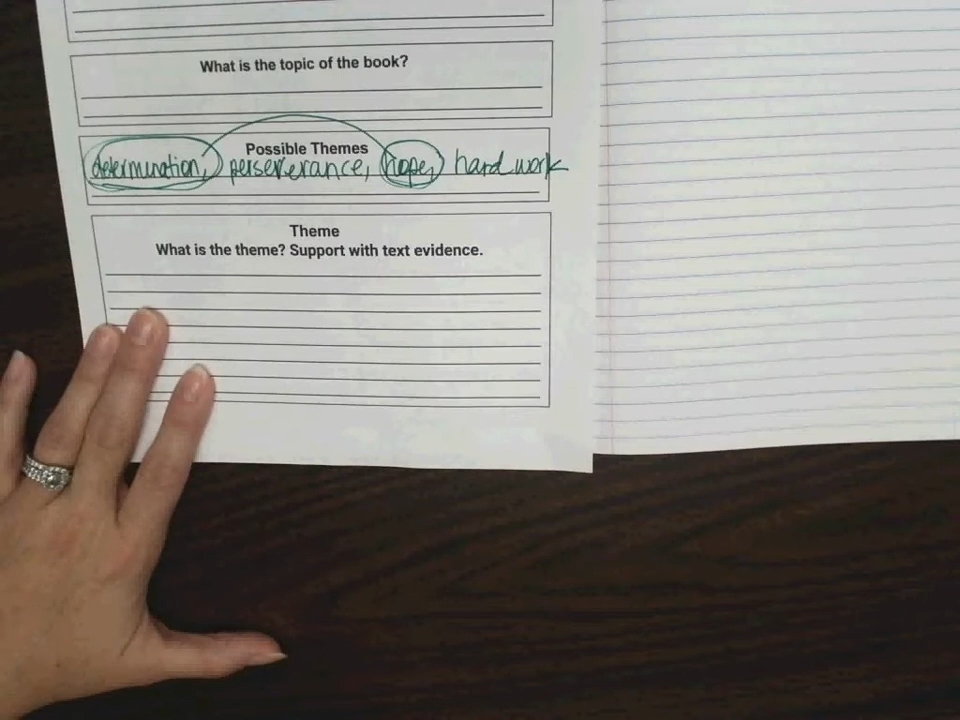 What is the topic of the book?
Possible Themes
determination, perseverance, hope, hard work
Theme
What is the theme? Support with text evidence.